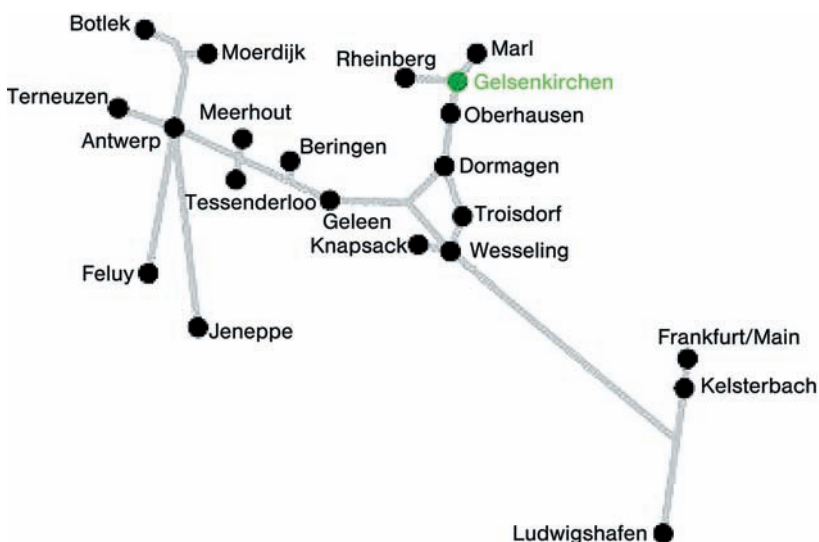 Botlek
Moerdijk
Marl
Rheinberg
Gelsenkirchen
Terneuzen
Meerhout
Oberhausen
Antwerp
Beringen
Dormagen
Tessenderloo
Geleen
Troisdorf
Knapsack
Wesseling
Feluy
Jeneppe
Frankfurt/Main
Kelsterbach
Ludwigshafen